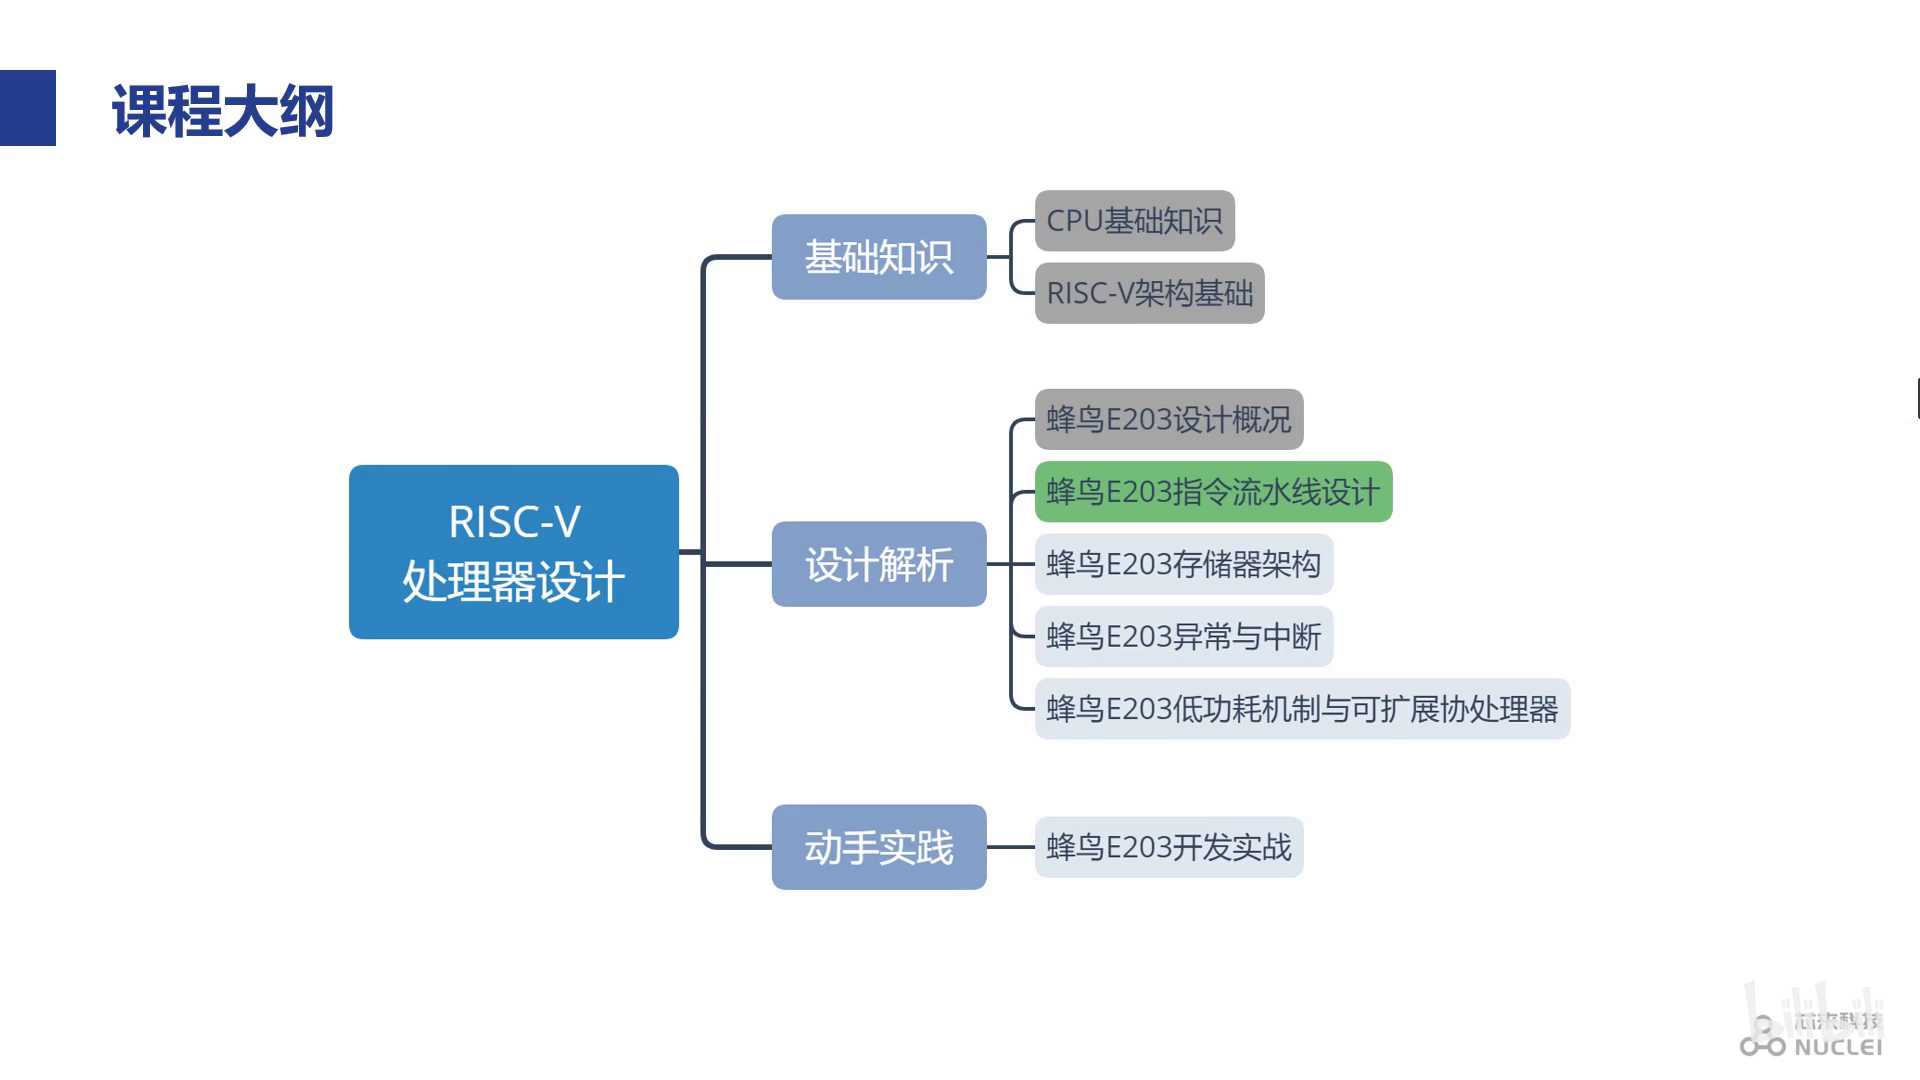 课程大纲
CPU基础知识
基础知识
RISC-V架构基础
蜂鸟E203设计概况
蜂鸟E203指令流水线设计
RISC-V
处理器设计
设计解析
蜂鸟E203存储器架构
蜂鸟E203异常与中断
蜂鸟E203低功耗机制与可扩展协处理器
动手实践
蜂鸟E203开发实战
bilibili
芯来科技
NUCLEI